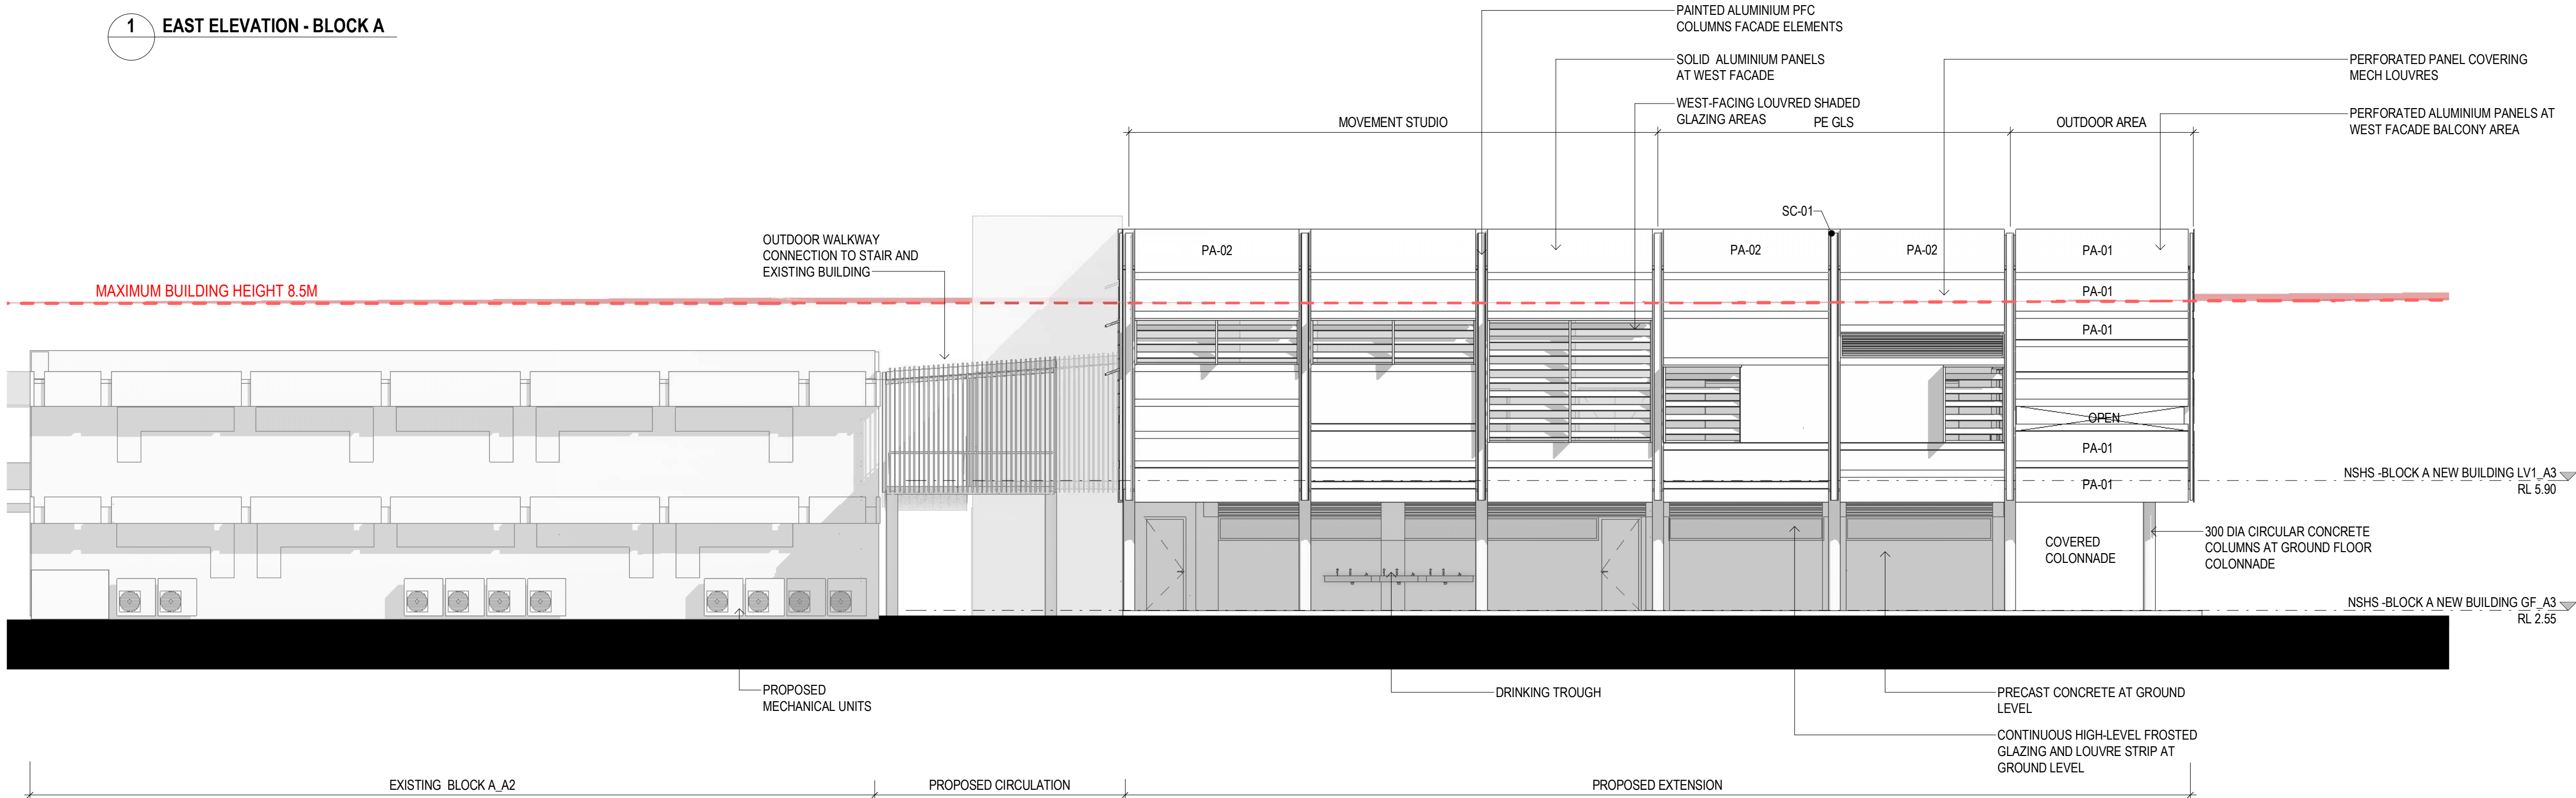 1 EAST ELEVATION - BLOCK A
PAINTED ALUMINIUM PFC
COLUMNS FACADE ELEMENTS
SOLID ALUMINIUM PANELS
AT WEST FACADE
WEST-FACING LOUVRED SHADED
GLAZING AREAS
PERFORATED PANEL COVERING
MECH LOUVRES
PERFORATED ALUMINIUM PANELS AT
WEST FACADE BALCONY AREA
MOVEMENT STUDIO
PE GLS
OUTDOOR AREA
SC-01
OUTDOOR WALKWAY
CONNECTION TO STAIR AND
EXISTING BUILDING
MAXIMUM BUILDING HEIGHT 8.5M
PA-02
PA-02
PA-02
PA-01
PA-01
PA-01
OPEN
PA-01
PA-01
NSHS -BLOCK A NEW BUILDING LV1_A3
RL 5.90
COVERED
COLONNADE
300 DIA CIRCULAR CONCRETE
COLUMNS AT GROUND FLOOR
COLONNADE
NSHS -BLOCK A NEW BUILDING GF_A3
RL 2.55
PROPOSED
MECHANICAL UNITS
DRINKING TROUGH
PRECAST CONCRETE AT GROUND
LEVEL
CONTINUOUS HIGH-LEVEL FROSTED
GLAZING AND LOUVRE STRIP AT
GROUND LEVEL
EXISTING BLOCK A_A2
PROPOSED CIRCULATION
PROPOSED EXTENSION